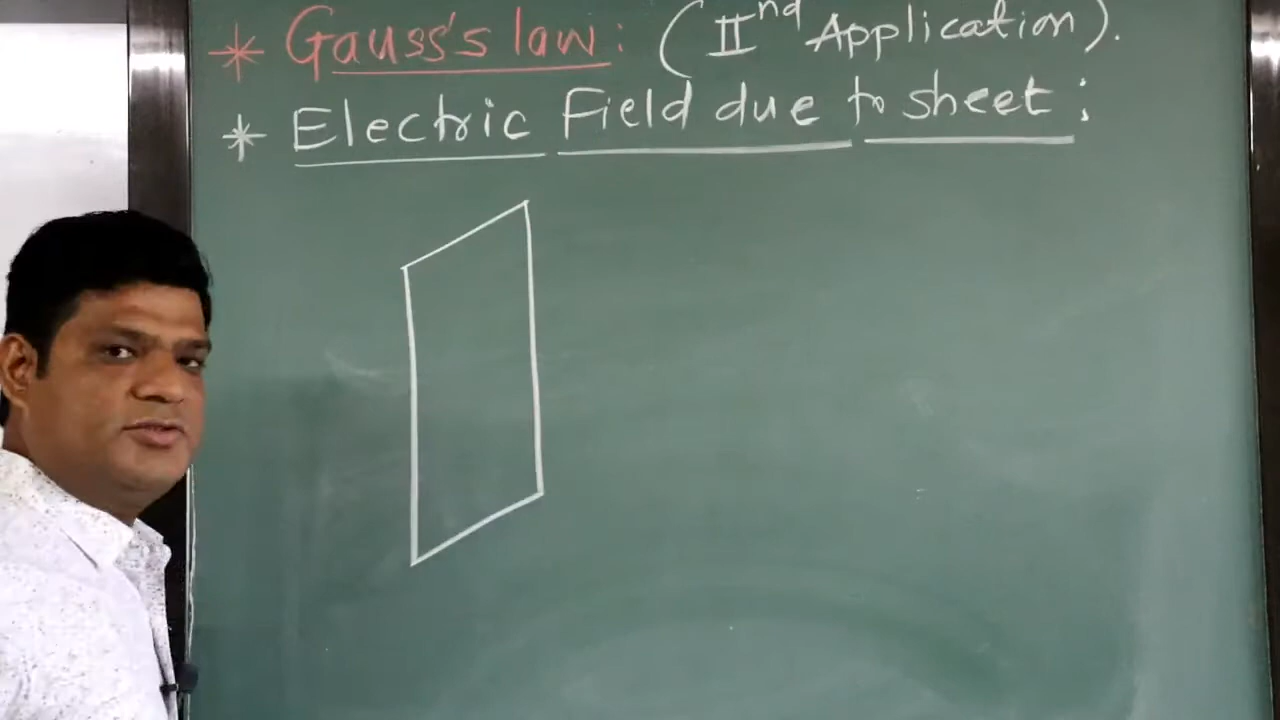 * Gauss's law: (IInd Application).
* Electric Field due to sheet: